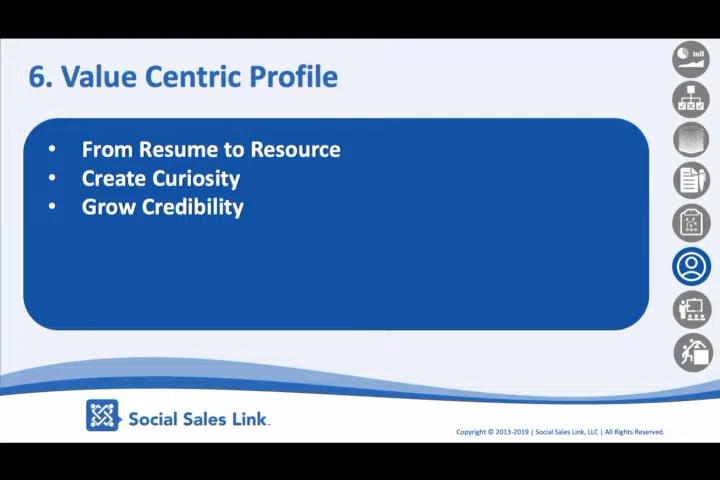 6. Value Centric Profile
• From Resume to Resource
• Create Curiosity
• Grow Credibility
Social Sales Link™
Copyright © 2013-2019 | Social Sales Link, LLC | All Rights Reserved.